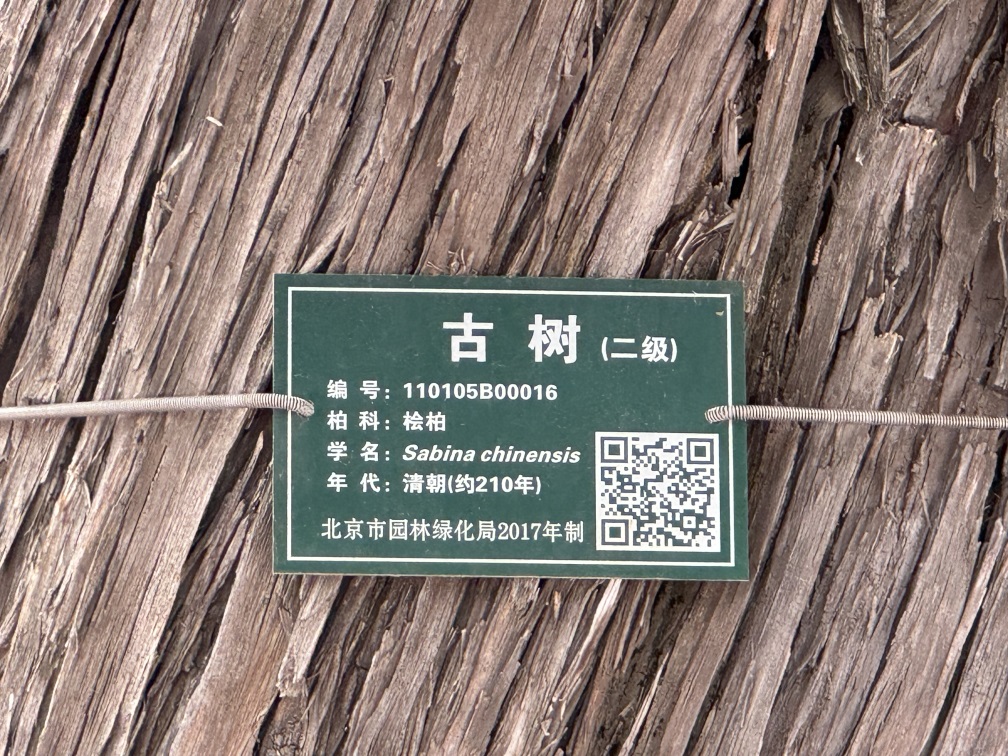 古树(二级)
编号：110105B00016
柏科：桧柏
学名：Sabina chinensis
年代：清朝(约210年)
北京市园林绿化局2017年制